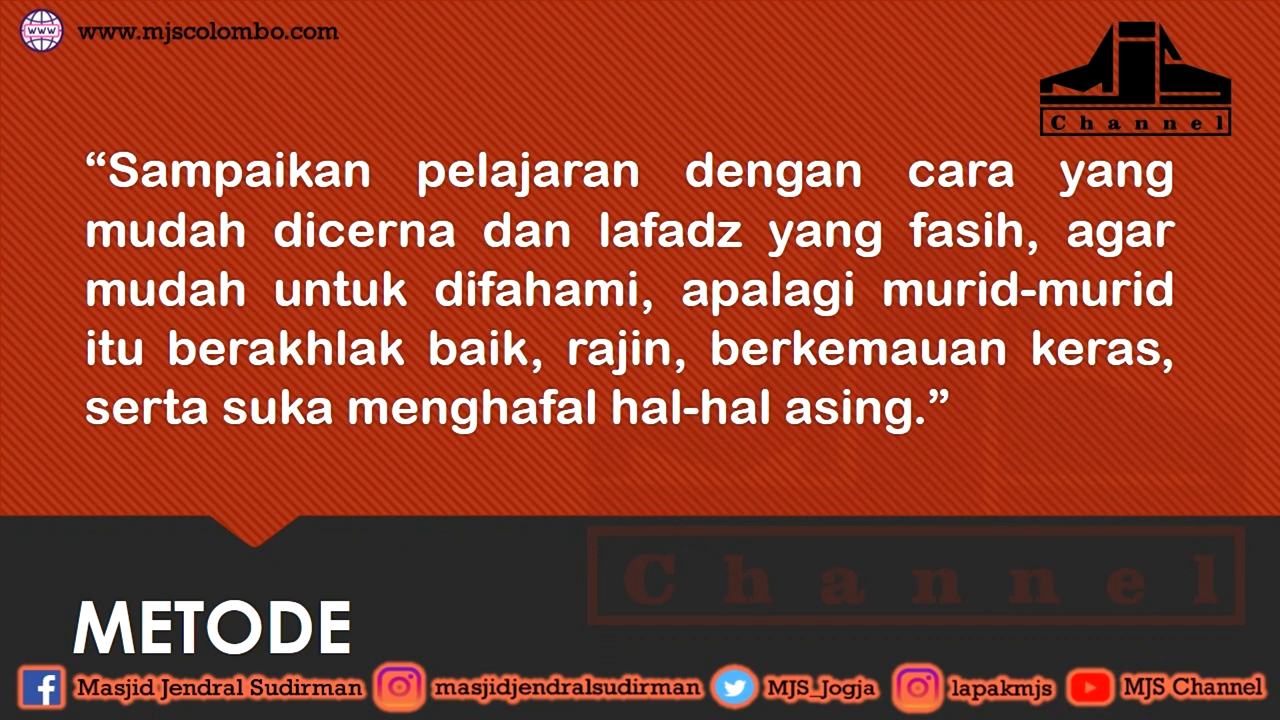 www.mjscolombo.com
MJS
Channel
“Sampaikan pelajaran dengan cara yang
mudah dicerna dan lafadz yang fasih, agar
mudah untuk difahami, apalagi murid-murid
itu berakhlak baik, rajin, berkemauan keras,
serta suka menghafal hal-hal asing.”
Channel
METODE
Masjid Jendral Sudirman masjidjendralsudirman MJS_Jogja lapakmjs MJS Channel